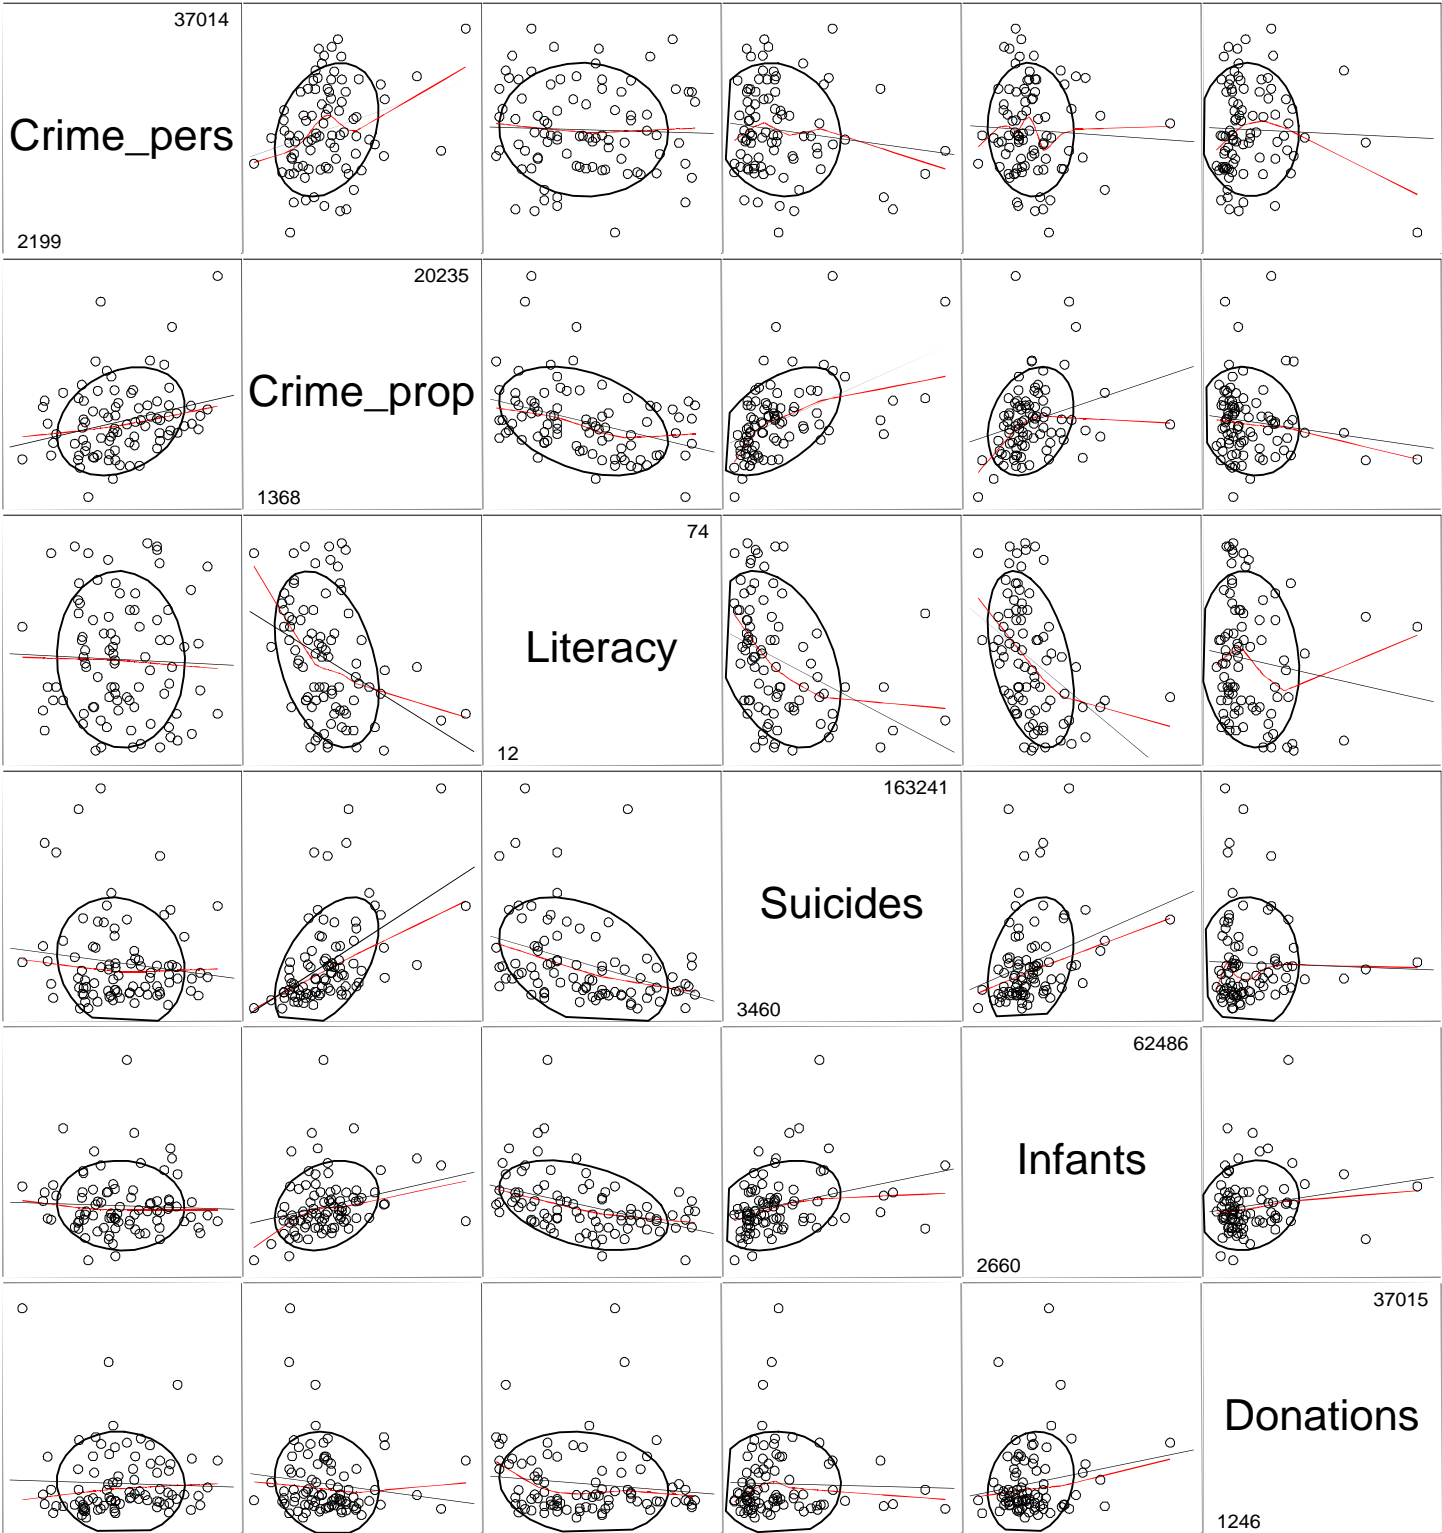 37014
Crime_pers
2199
20235
Crime_prop
1368
74
Literacy
12
163241
Suicides
3460
62486
Infants
2660
37015
Donations
1246